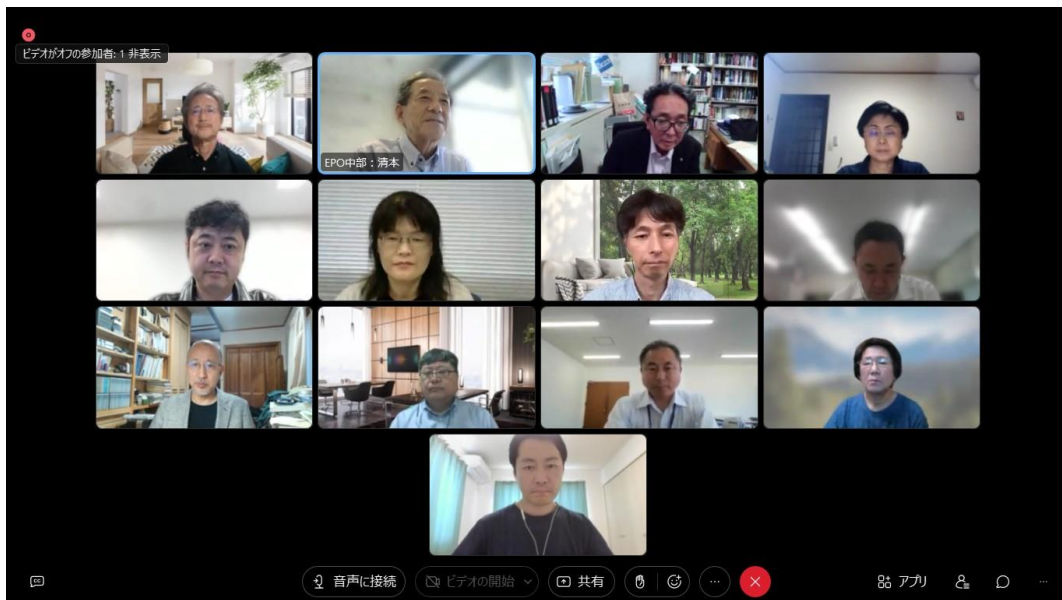 ビデオがオフの参加者: 1 非表示
EPO中部：清本
音声に接続
ビデオの開始
共有
アプリ